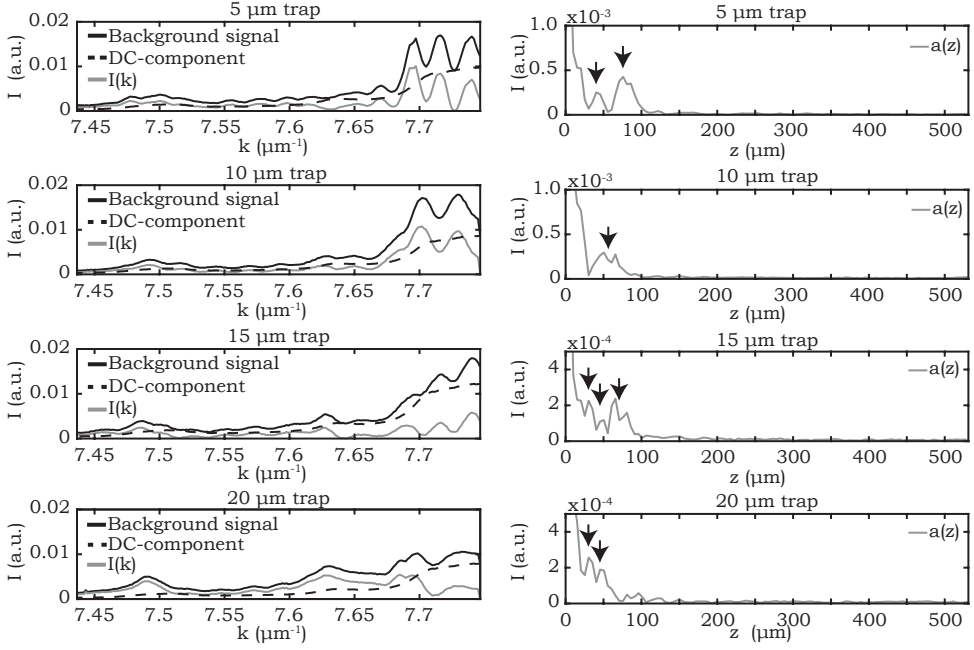 5 µm trap
I (a.u.)
0.02
0.01
0
Background signal
DC-component
I(k)
7.45 7.5 7.55 7.6 7.65 7.7
k (µm⁻¹)
5 µm trap
x10⁻³
I (a.u.)
1.0
0.5
0
a(z)
0 100 200 300 400 500
z (µm)
10 µm trap
I (a.u.)
0.02
0.01
0
Background signal
DC-component
I(k)
7.45 7.5 7.55 7.6 7.65 7.7
k (µm⁻¹)
10 µm trap
x10⁻³
I (a.u.)
1.0
0.5
0
a(z)
0 100 200 300 400 500
z (µm)
15 µm trap
I (a.u.)
0.02
0.01
0
Background signal
DC-component
I(k)
7.45 7.5 7.55 7.6 7.65 7.7
k (µm⁻¹)
15 µm trap
x10⁻⁴
I (a.u.)
4
2
0
a(z)
0 100 200 300 400 500
z (µm)
20 µm trap
I (a.u.)
0.02
0.01
0
Background signal
DC-component
I(k)
7.45 7.5 7.55 7.6 7.65 7.7
k (µm⁻¹)
20 µm trap
x10⁻⁴
I (a.u.)
4
2
0
a(z)
0 100 200 300 400 500
z (µm)